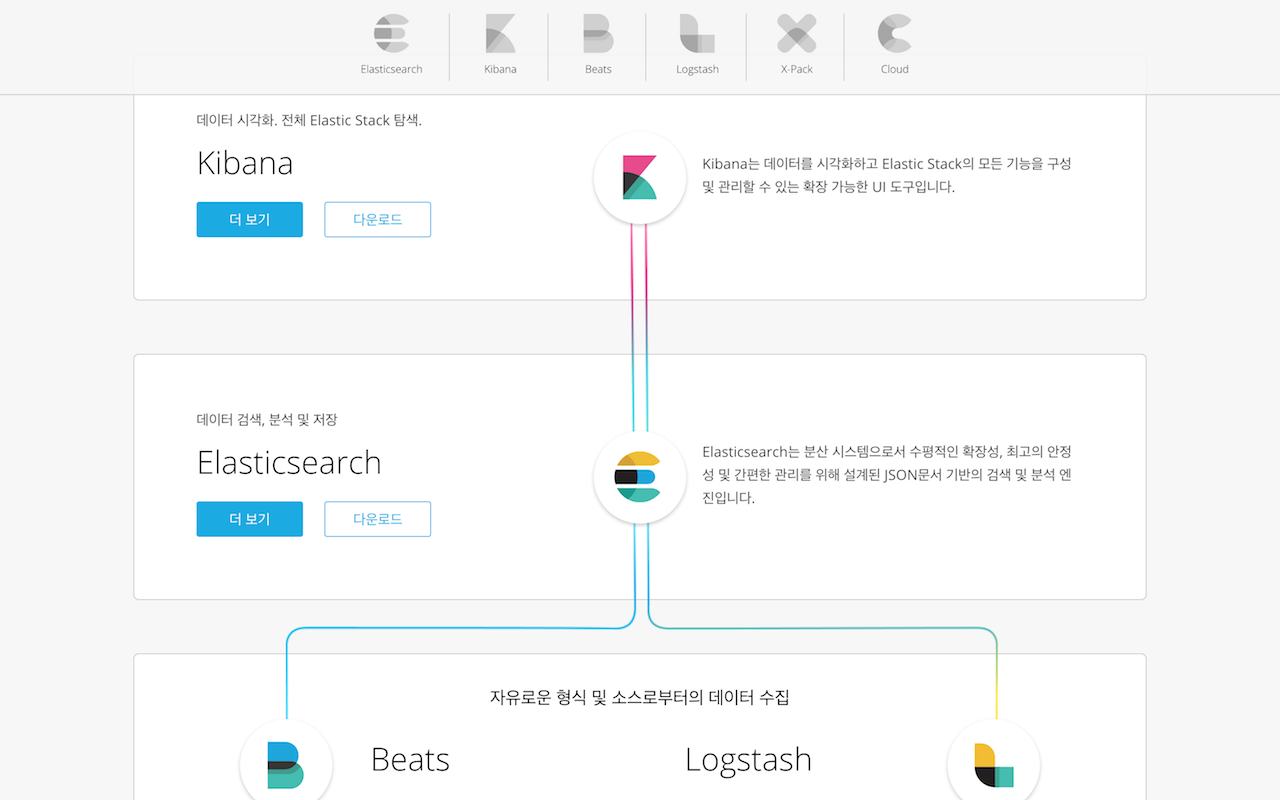 Elasticsearch
Kibana
Beats
Logstash
X-Pack
Cloud
데이터 시각화. 전체 Elastic Stack 탐색.
Kibana
더 보기
다운로드
Kibana는 데이터를 시각화하고 Elastic Stack의 모든 기능을 구성
및 관리할 수 있는 확장 가능한 UI 도구입니다.
데이터 검색, 분석 및 저장
Elasticsearch
더 보기
다운로드
Elasticsearch는 분산 시스템으로서 수평적인 확장성, 최고의 안정
성 및 간편한 관리를 위해 설계된 JSON문서 기반의 검색 및 분석 엔
진입니다.
자유로운 형식 및 소스로부터의 데이터 수집
Beats
Logstash